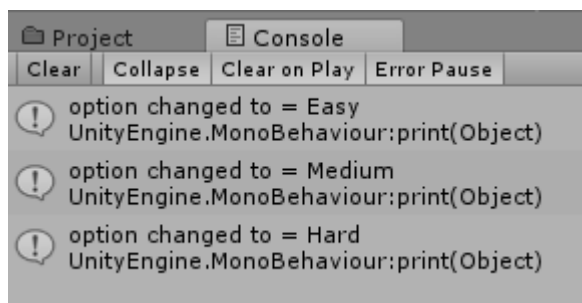 Project Console
Clear Collapse Clear on Play Error Pause
option changed to = Easy
UnityEngine.MonoBehaviour:print(Object)
option changed to = Medium
UnityEngine.MonoBehaviour:print(Object)
option changed to = Hard
UnityEngine.MonoBehaviour:print(Object)